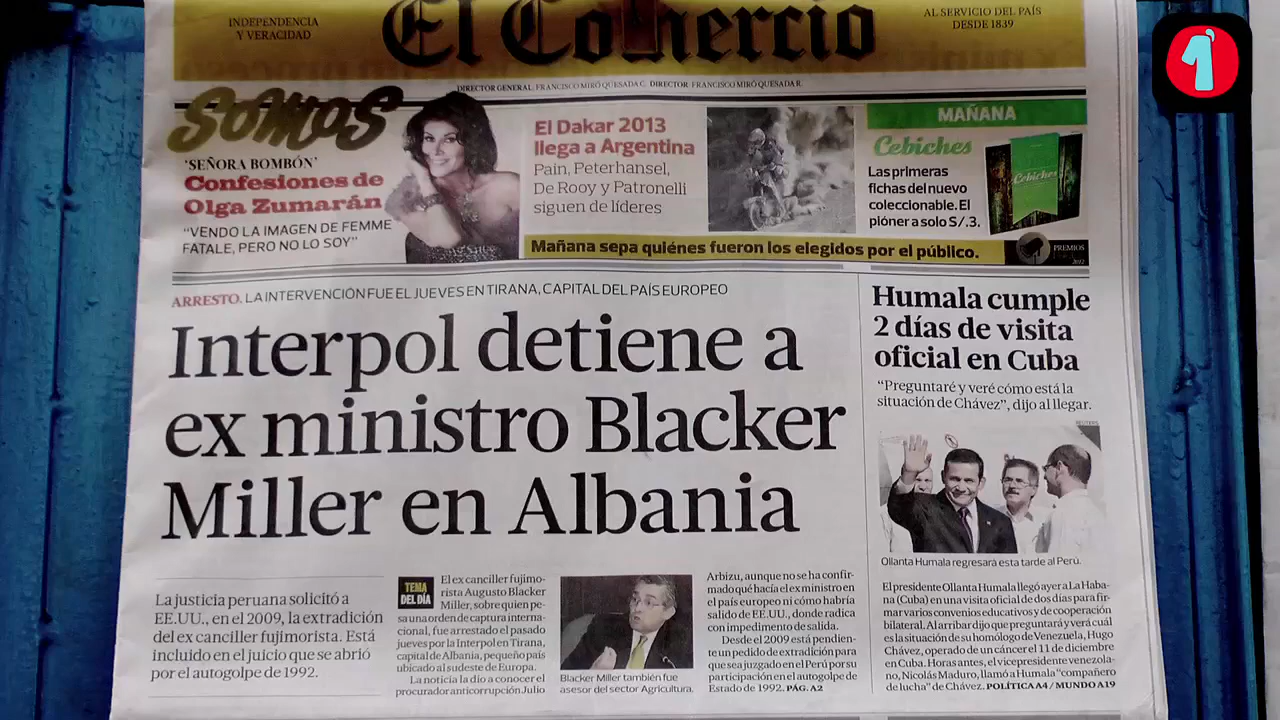 INDEPENDENCIA
Y VERACIDAD
El Comercio
AL SERVICIO DEL PAÍS
DESDE 1839
DIRECTOR GENERAL: FRANCISCO MIRÓ QUESADA C. DIRECTOR: FRANCISCO MIRÓ QUESADA R.
SOMOS
'SEÑORA BOMBÓN'
Confesiones de
Olga Zumarán
“VENDO LA IMAGEN DE FEMME
FATALE, PERO NO LO SOY”
El Dakar 2013
llega a Argentina
Pain, Peterhansel,
De Rooy y Patronelli
siguen de líderes
MAÑANA
Cebiches
Las primeras
fichas del nuevo
coleccionable. El
pióner a solo S/.3.
Cebiches
Mañana sepa quiénes fueron los elegidos por el público.
PREMIOS
2012
ARRESTO. LA INTERVENCIÓN FUE EL JUEVES EN TIRANA, CAPITAL DEL PAÍS EUROPEO
Interpol detiene a
ex ministro Blacker
Miller en Albania
La justicia peruana solicitó a
EE.UU., en el 2009, la extradición
del ex canciller fujimorista. Está
incluido en el juicio que se abrió
por el autogolpe de 1992.
TEMA
DEL DÍA
El ex canciller fujimo-
rista Augusto Blacker
Miller, sobre quien pe-
sa una orden de captura interna-
cional, fue arrestado el pasado
jueves por la Interpol en Tirana,
capital de Albania, pequeño país
ubicado al sudeste de Europa.
La noticia la dio a conocer el
procurador anticorrupción Julio
Blacker Miller también fue
asesor del sector Agricultura.
Arbizu, aunque no se ha confir-
mado qué hacía el ex ministro en
el país europeo ni cómo habría
salido de EE.UU., donde radica
con impedimento de salida.
Desde el 2009 está pendien-
te un pedido de extradición para
que sea juzgado en el Perú por su
participación en el autogolpe de
Estado de 1992. PÁG. A2
Humala cumple
2 días de visita
oficial en Cuba
“Preguntaré y veré cómo está la
situación de Chávez”, dijo al llegar.
REUTERS
Ollanta Humala regresará esta tarde al Perú.
El presidente Ollanta Humala llegó ayer a La Haba-
na (Cuba) en una visita oficial de dos días para fir-
mar varios convenios educativos y de cooperación
bilateral. Al arribar dijo que preguntará y verá cuál
es la situación de su homólogo de Venezuela, Hugo
Chávez, operado de un cáncer el 11 de diciembre
en Cuba. Horas antes, el vicepresidente venezola-
no, Nicolás Maduro, llamó a Humala “compañero
de lucha” de Chávez. POLÍTICA A4 / MUNDO A19
1